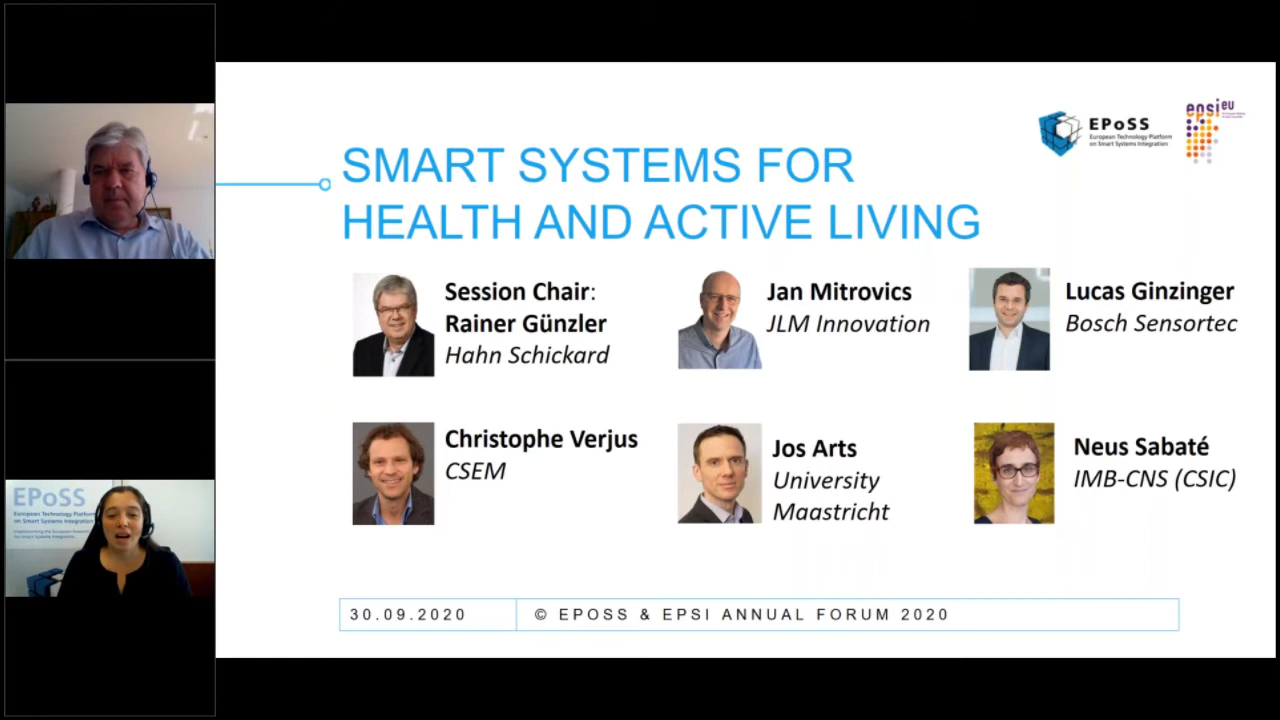 EPoSS
European Technology Platform
on Smart Systems Integration
epsi eu
SMART SYSTEMS FOR
HEALTH AND ACTIVE LIVING
Session Chair:
Rainer Günzler
Hahn Schickard
Jan Mitrovics
JLM Innovation
Lucas Ginzinger
Bosch Sensortec
Christophe Verjus
CSEM
Jos Arts
University
Maastricht
Neus Sabaté
IMB-CNS (CSIC)
EPoSS
European Technology Platform
on Smart Systems Integration
30.09.2020
© EPOSS & EPSI ANNUAL FORUM 2020